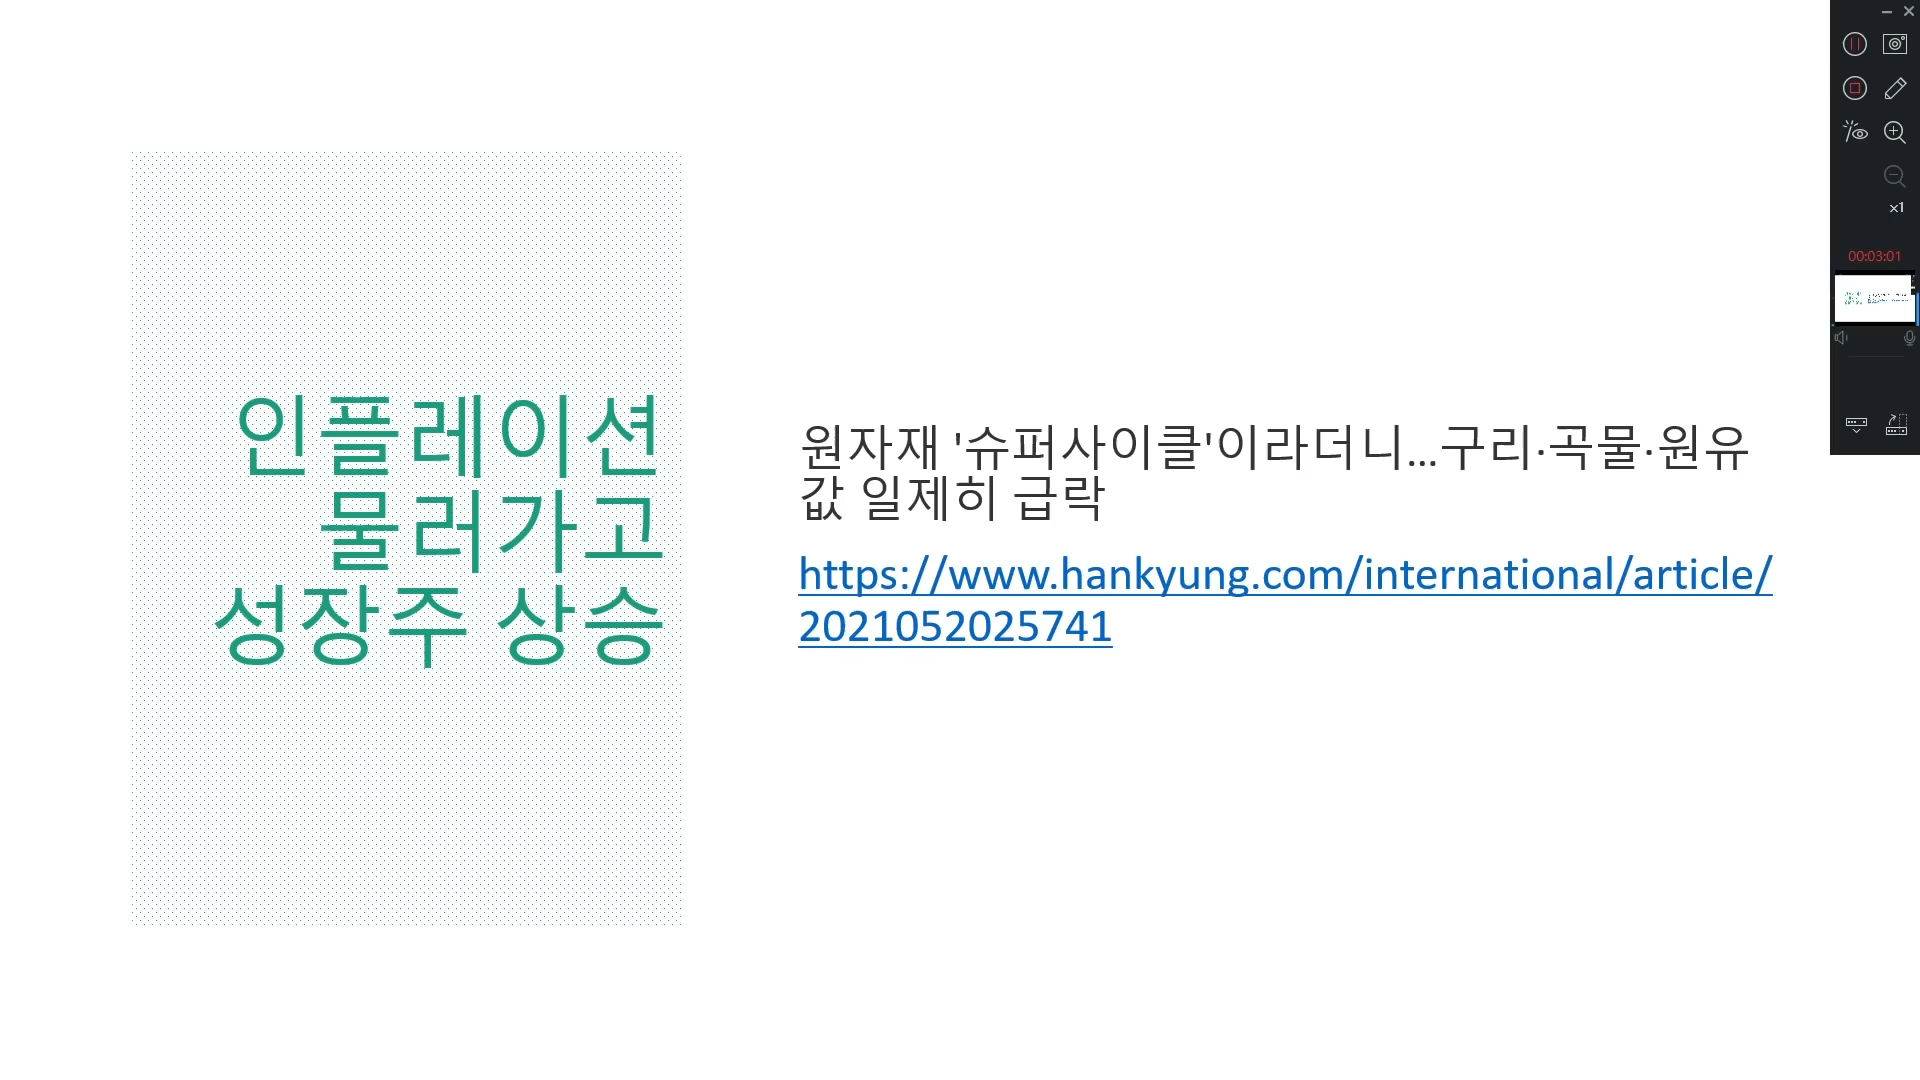 인플레이션
물러가고
성장주 상승
원자재 '슈퍼사이클'이라더니...구리·곡물·원유
값 일제히 급락
https://www.hankyung.com/international/article/
2021052025741
x1
00:03:01